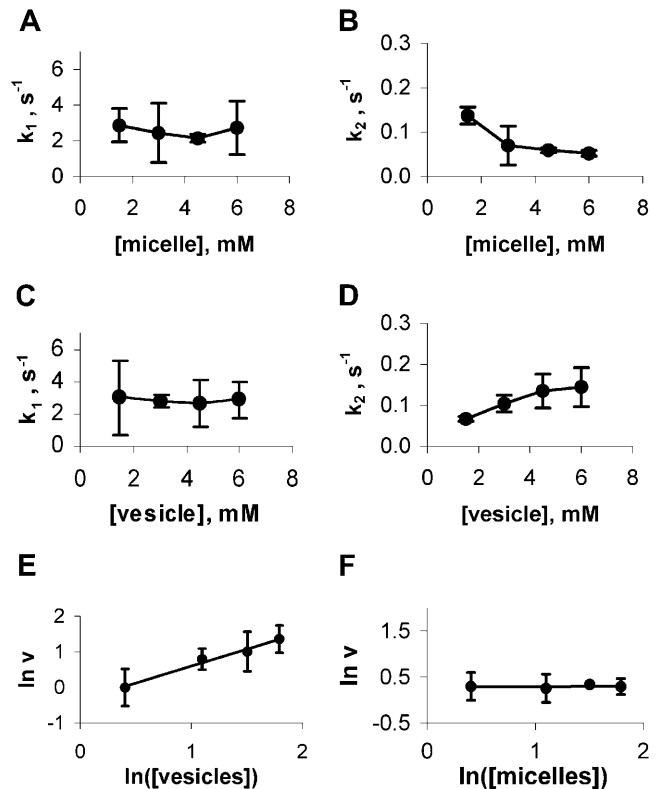 A
k₁ , s⁻¹
6
4
2
0
0 2 4 6 8
[micelle], mM
B
k₂ , s⁻¹
0.3
0.2
0.1
0.0
0 2 4 6 8
[micelle], mM
C
k₁ , s⁻¹
6
4
2
0
0 2 4 6 8
[vesicle], mM
D
k₂ , s⁻¹
0.3
0.2
0.1
0.0
0 2 4 6 8
[vesicle], mM
E
ln v
2
1
0
-1
0 1 2
ln([vesicles])
F
ln v
1.5
0.5
-0.5
0 1 2
ln([micelles])